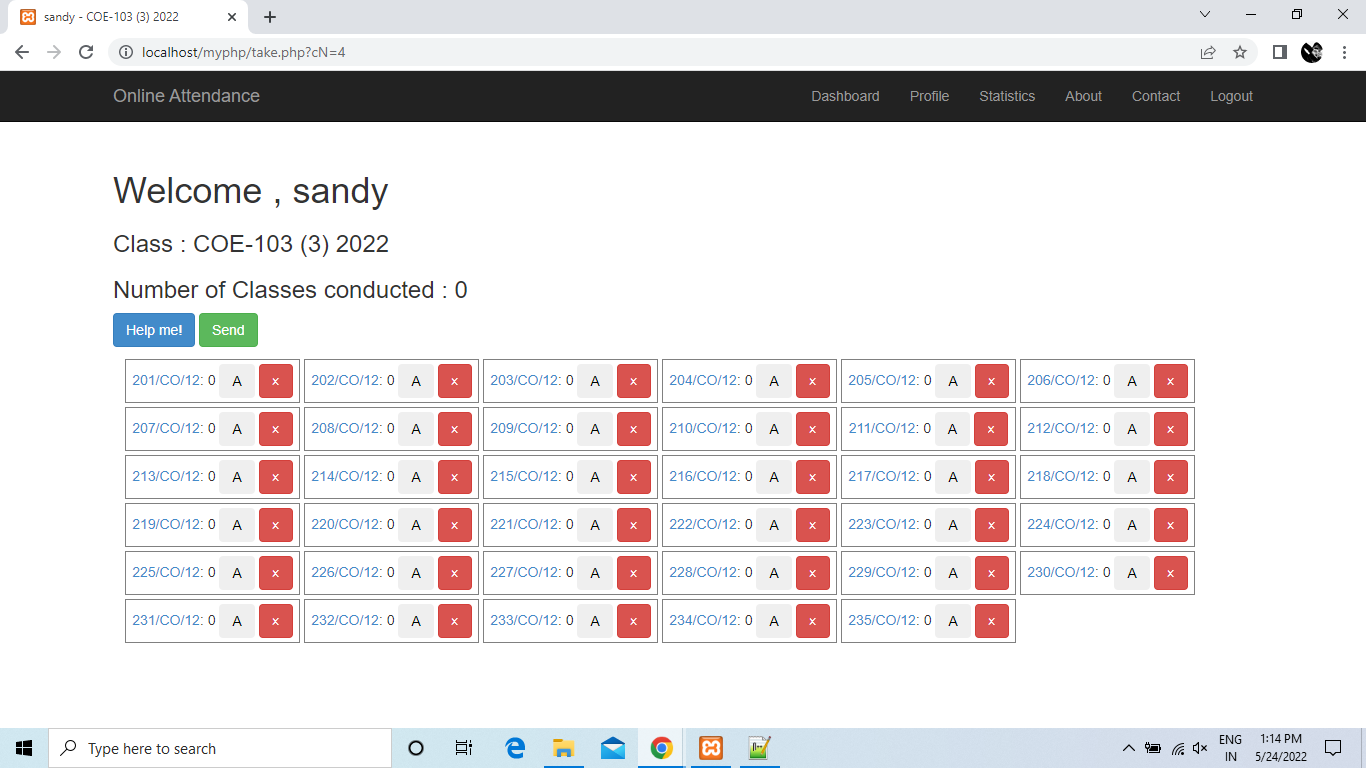 sandy - COE-103 (3) 2022
localhost/myphp/take.php?cN=4
Online Attendance Dashboard Profile Statistics About Contact Logout
Welcome , sandy
Class : COE-103 (3) 2022
Number of Classes conducted : 0
Help me! Send
201/CO/12: 0 A x 202/CO/12: 0 A x 203/CO/12: 0 A x 204/CO/12: 0 A x 205/CO/12: 0 A x 206/CO/12: 0 A x
207/CO/12: 0 A x 208/CO/12: 0 A x 209/CO/12: 0 A x 210/CO/12: 0 A x 211/CO/12: 0 A x 212/CO/12: 0 A x
213/CO/12: 0 A x 214/CO/12: 0 A x 215/CO/12: 0 A x 216/CO/12: 0 A x 217/CO/12: 0 A x 218/CO/12: 0 A x
219/CO/12: 0 A x 220/CO/12: 0 A x 221/CO/12: 0 A x 222/CO/12: 0 A x 223/CO/12: 0 A x 224/CO/12: 0 A x
225/CO/12: 0 A x 226/CO/12: 0 A x 227/CO/12: 0 A x 228/CO/12: 0 A x 229/CO/12: 0 A x 230/CO/12: 0 A x
231/CO/12: 0 A x 232/CO/12: 0 A x 233/CO/12: 0 A x 234/CO/12: 0 A x 235/CO/12: 0 A x
Type here to search
ENG 1:14 PM
IN 5/24/2022